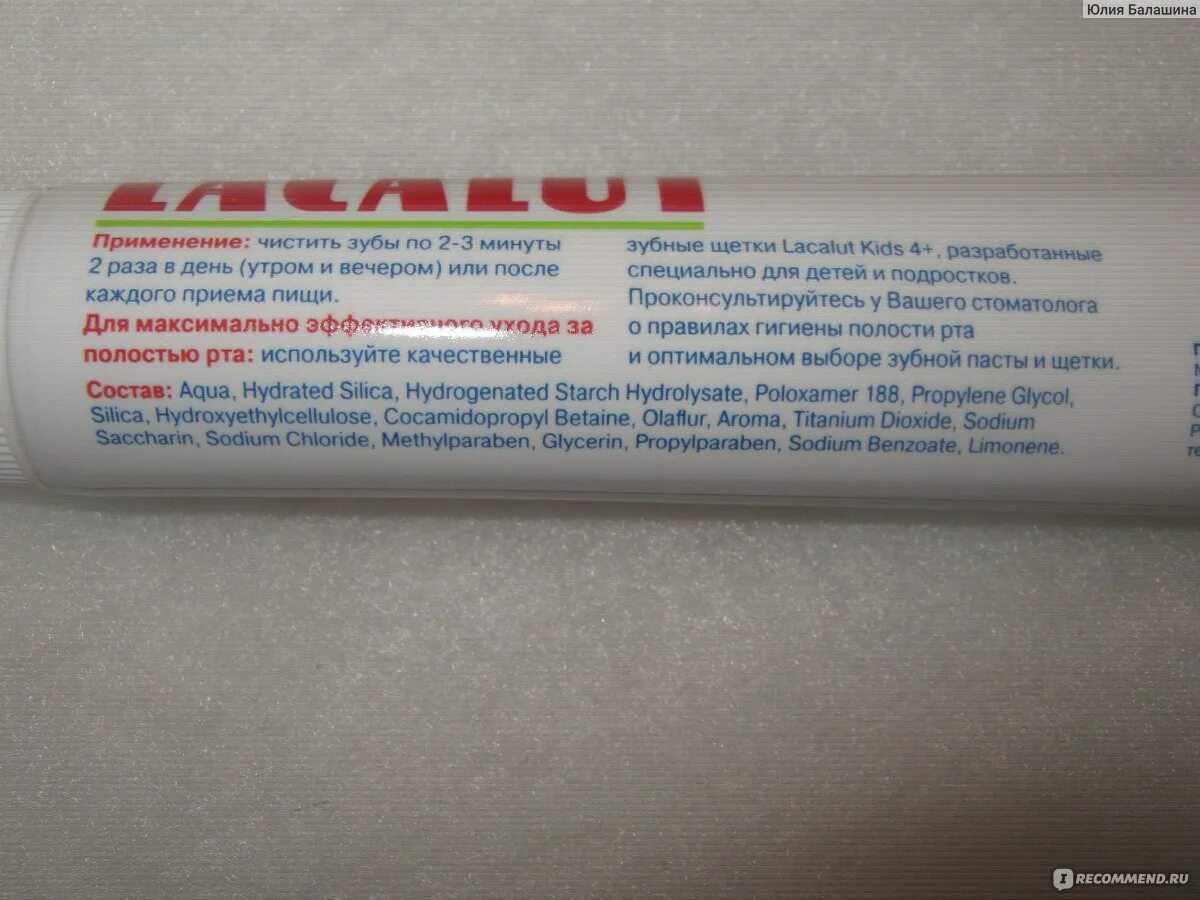 Юлия Балашина
LACALUT
Применение: чистить зубы по 2-3 минуты
2 раза в день (утром и вечером) или после
каждого приема пищи.
Для максимально эффективного ухода за
полостью рта: используйте качественные
зубные щетки Lacalut Kids 4+, разработанные
специально для детей и подростков.
Проконсультируйтесь у Вашего стоматолога
о правилах гигиены полости рта
и оптимальном выборе зубной пасты и щетки.
Состав: Aqua, Hydrated Silica, Hydrogenated Starch Hydrolysate, Poloxamer 188, Propylene Glycol,
Silica, Hydroxyethylcellulose, Cocamidopropyl Betaine, Olaflur, Aroma, Titanium Dioxide, Sodium
Saccharin, Sodium Chloride, Methylparaben, Glycerin, Propylparaben, Sodium Benzoate, Limonene.
IRECOMMEND.RU